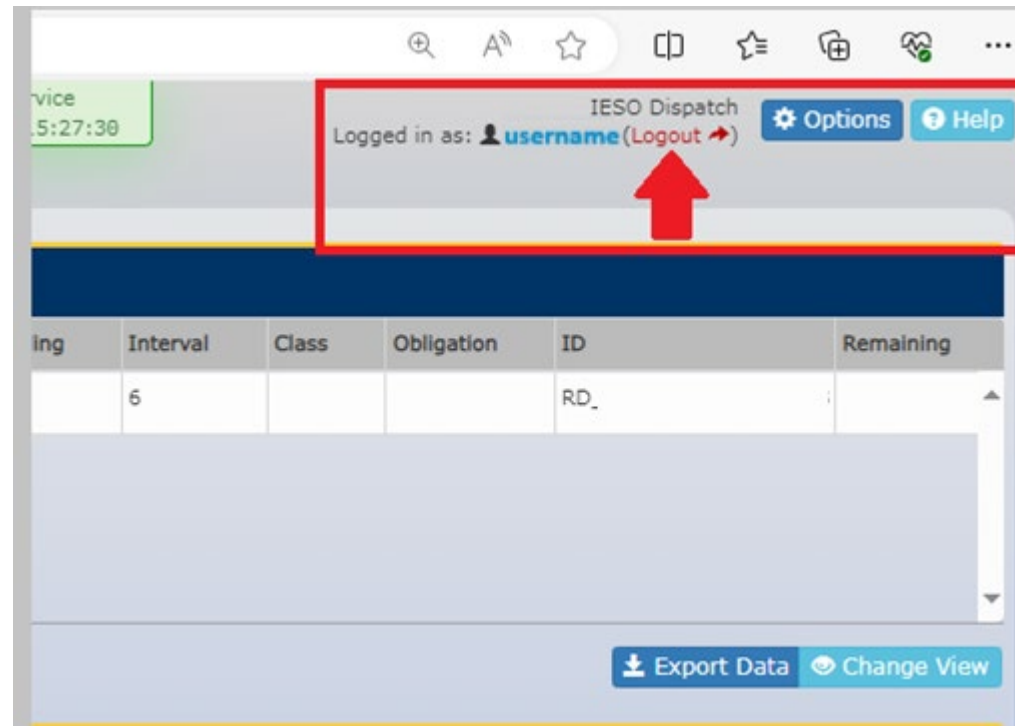 vice
IESO Dispatch
5:27:30
Logged in as: username (Logout)
Options
Help
ing Interval Class Obligation ID Remaining
6 RD_
Export Data
Change View